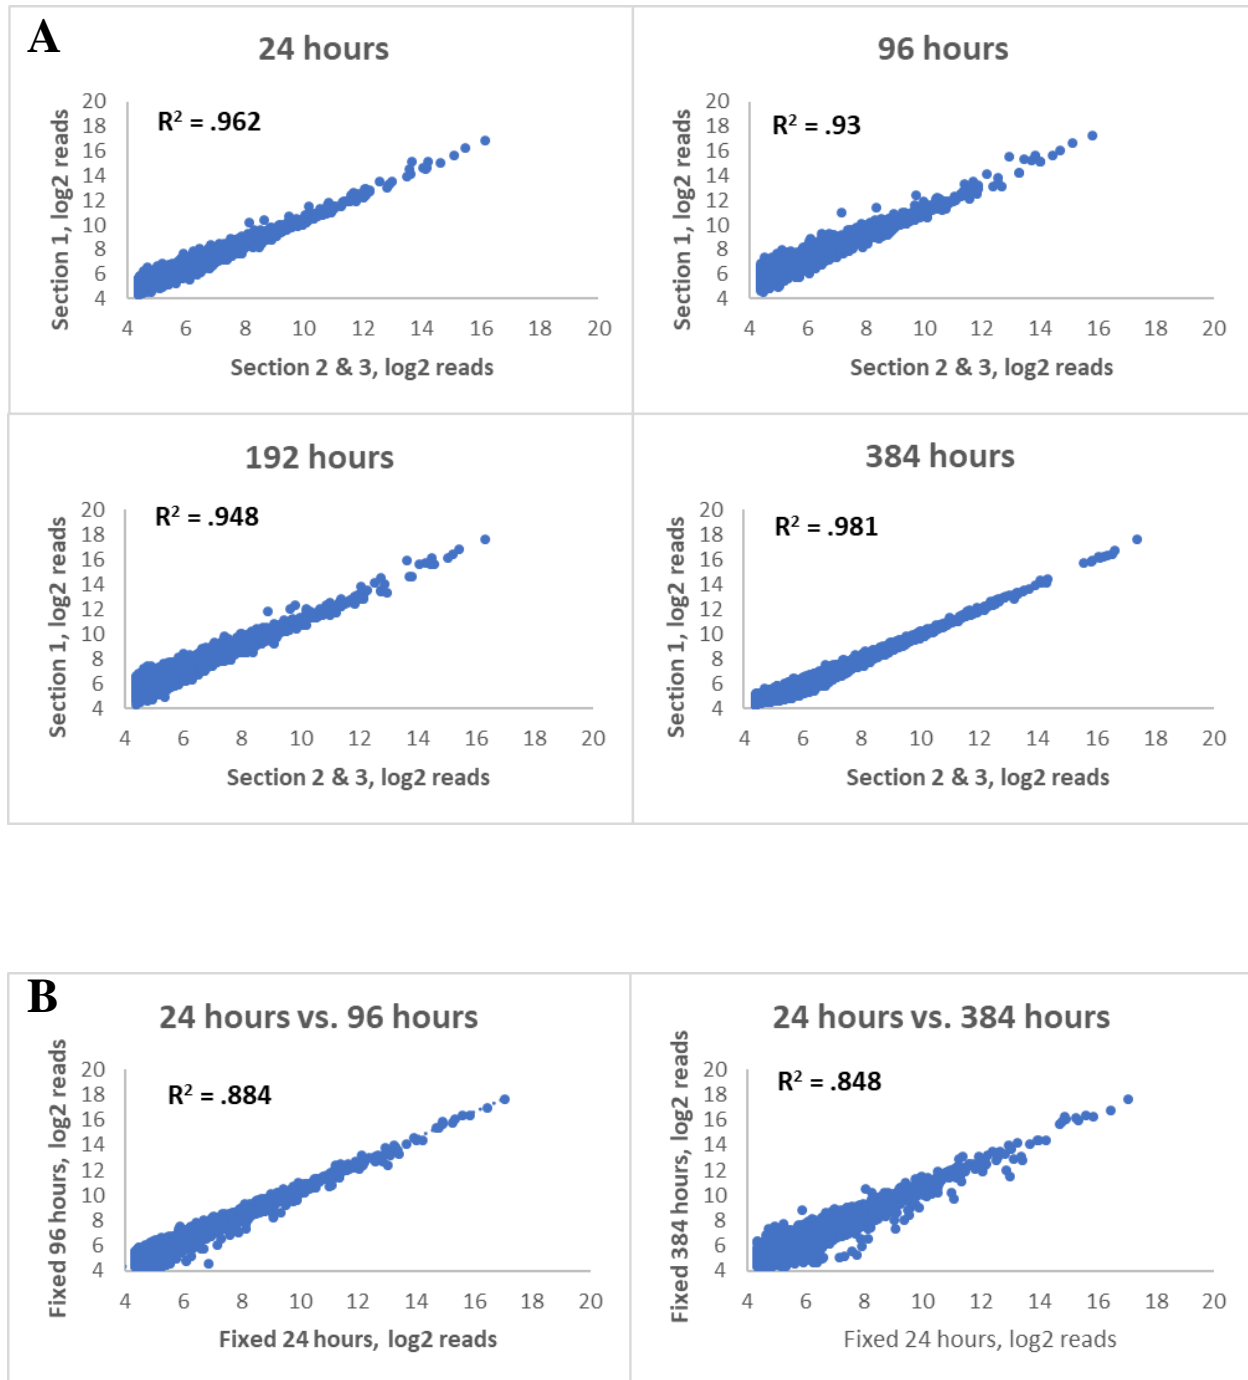 A
24 hours
R² = .962
Section 1, log2 reads
20
18
16
14
12
10
8
6
4
4 6 8 10 12 14 16 18 20
Section 2 & 3, log2 reads
96 hours
R² = .93
Section 1, log2 reads
20
18
16
14
12
10
8
6
4
4 6 8 10 12 14 16 18 20
Section 2 & 3, log2 reads
192 hours
R² = .948
Section 1, log2 reads
20
18
16
14
12
10
8
6
4
4 6 8 10 12 14 16 18 20
Section 2 & 3, log2 reads
384 hours
R² = .981
Section 1, log2 reads
20
18
16
14
12
10
8
6
4
4 6 8 10 12 14 16 18 20
Section 2 & 3, log2 reads
B
24 hours vs. 96 hours
R² = .884
Fixed 96 hours, log2 reads
20
18
16
14
12
10
8
6
4
4 6 8 10 12 14 16 18 20
Fixed 24 hours, log2 reads
24 hours vs. 384 hours
R² = .848
Fixed 384 hours, log2 reads
20
18
16
14
12
10
8
6
4
4 6 8 10 12 14 16 18 20
Fixed 24 hours, log2 reads